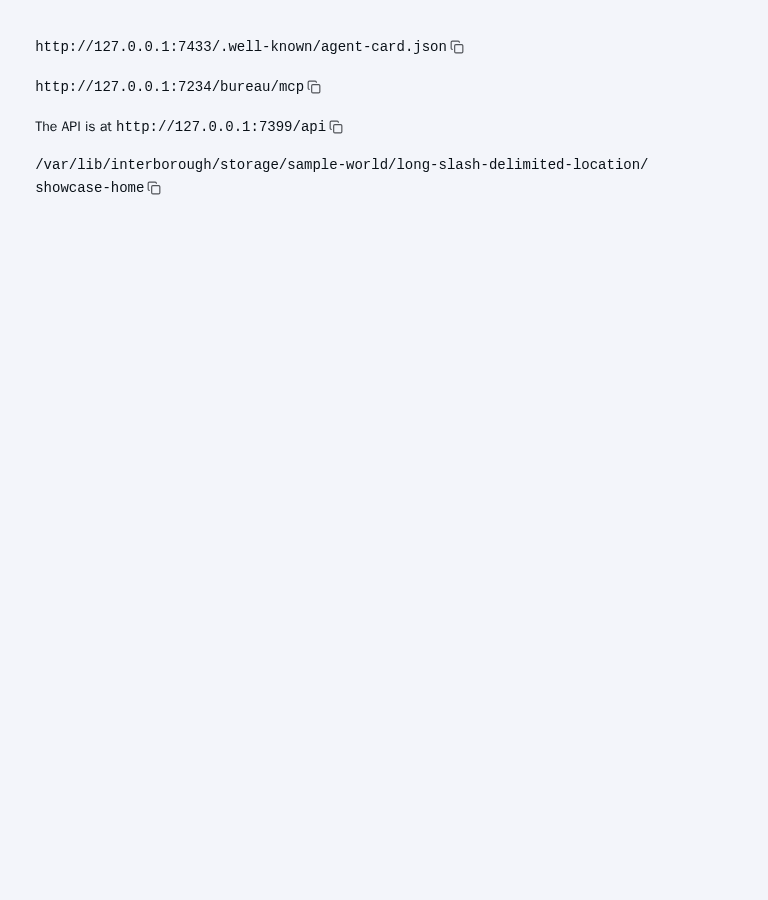 http://127.0.0.1:7433/.well-known/agent-card.json
http://127.0.0.1:7234/bureau/mcp
The API is at http://127.0.0.1:7399/api
/var/lib/interborough/storage/sample-world/long-slash-delimited-location/
showcase-home